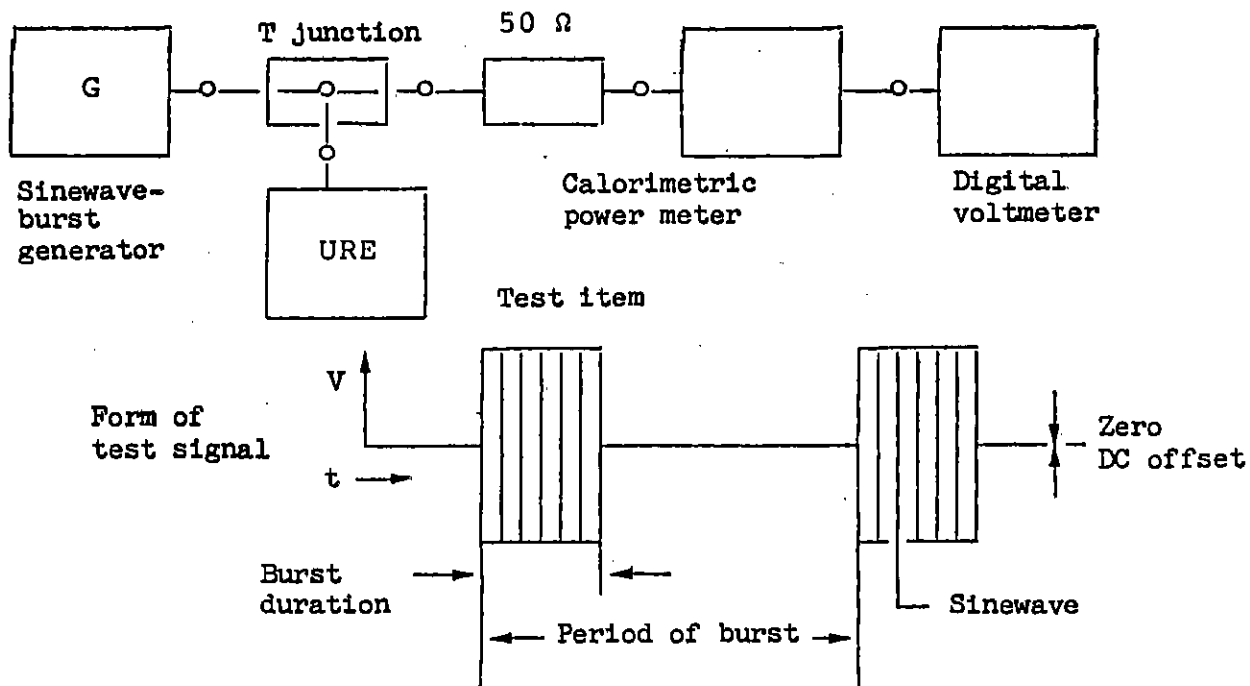 T junction
50 Ω
G
Sinewave-
burst
generator
URE
Calorimetric
power meter
Digital
voltmeter
Test item
V
Form of
test signal
t
Zero
DC offset
Burst
duration
Sinewave
Period of burst